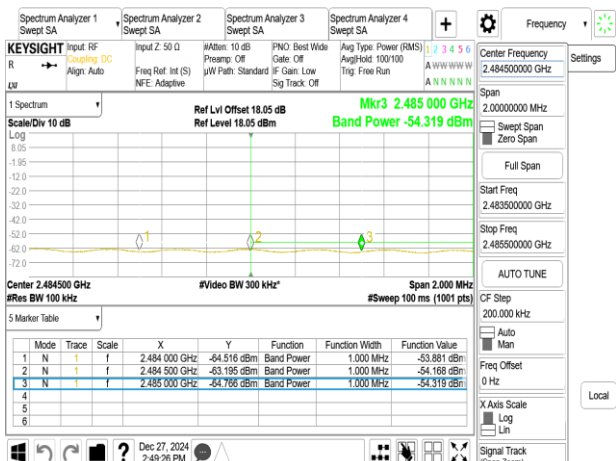 Spectrum Analyzer 1
Swept SA
Spectrum Analyzer 2
Swept SA
Spectrum Analyzer 3
Swept SA
Spectrum Analyzer 4
Swept SA
+
Frequency
KEYSIGHT
R
Input: RF
Coupling: DC
Align: Auto
Input Z: 50 Ω
Freq Ref: Int (S)
NFE: Adaptive
#Atten: 10 dB
Preamp: Off
µW Path: Standard
PNO: Best Wide
Gate: Off
IF Gain: Low
Sig Track: Off
Avg Type: Power (RMS)
Avg|Hold: 100/100
Trig: Free Run
1 2 3 4 5 6
A W W W W W
A N N N N N
1 Spectrum
Scale/Div 10 dB
Ref Lvl Offset 18.05 dB
Ref Level 18.05 dBm
Mkr3 2.485 000 GHz
Band Power -54.319 dBm
Log
8.05
-1.95
-12.0
-22.0
-32.0
-42.0
-52.0
-62.0
-72.0
1
2
3
Center 2.484500 GHz
#Video BW 300 kHz*
Span 2.000 MHz
#Res BW 100 kHz
#Sweep 100 ms (1001 pts)
5 Marker Table
Mode Trace Scale X Y Function Function Width Function Value
1 N 1 f 2.484 000 GHz -64.516 dBm Band Power 1.000 MHz -53.881 dBm
2 N 1 f 2.484 500 GHz -63.195 dBm Band Power 1.000 MHz -54.168 dBm
3 N 1 f 2.485 000 GHz -64.766 dBm Band Power 1.000 MHz -54.319 dBm
4
5
6
?
Dec 27, 2024
2:49:26 PM
Center Frequency
2.484500000 GHz
Settings
Span
2.00000000 MHz
Swept Span
Zero Span
Full Span
Start Freq
2.483500000 GHz
Stop Freq
2.485500000 GHz
AUTO TUNE
CF Step
200.000 kHz
Auto
Man
Freq Offset
0 Hz
Local
X Axis Scale
Log
Lin
Signal Track